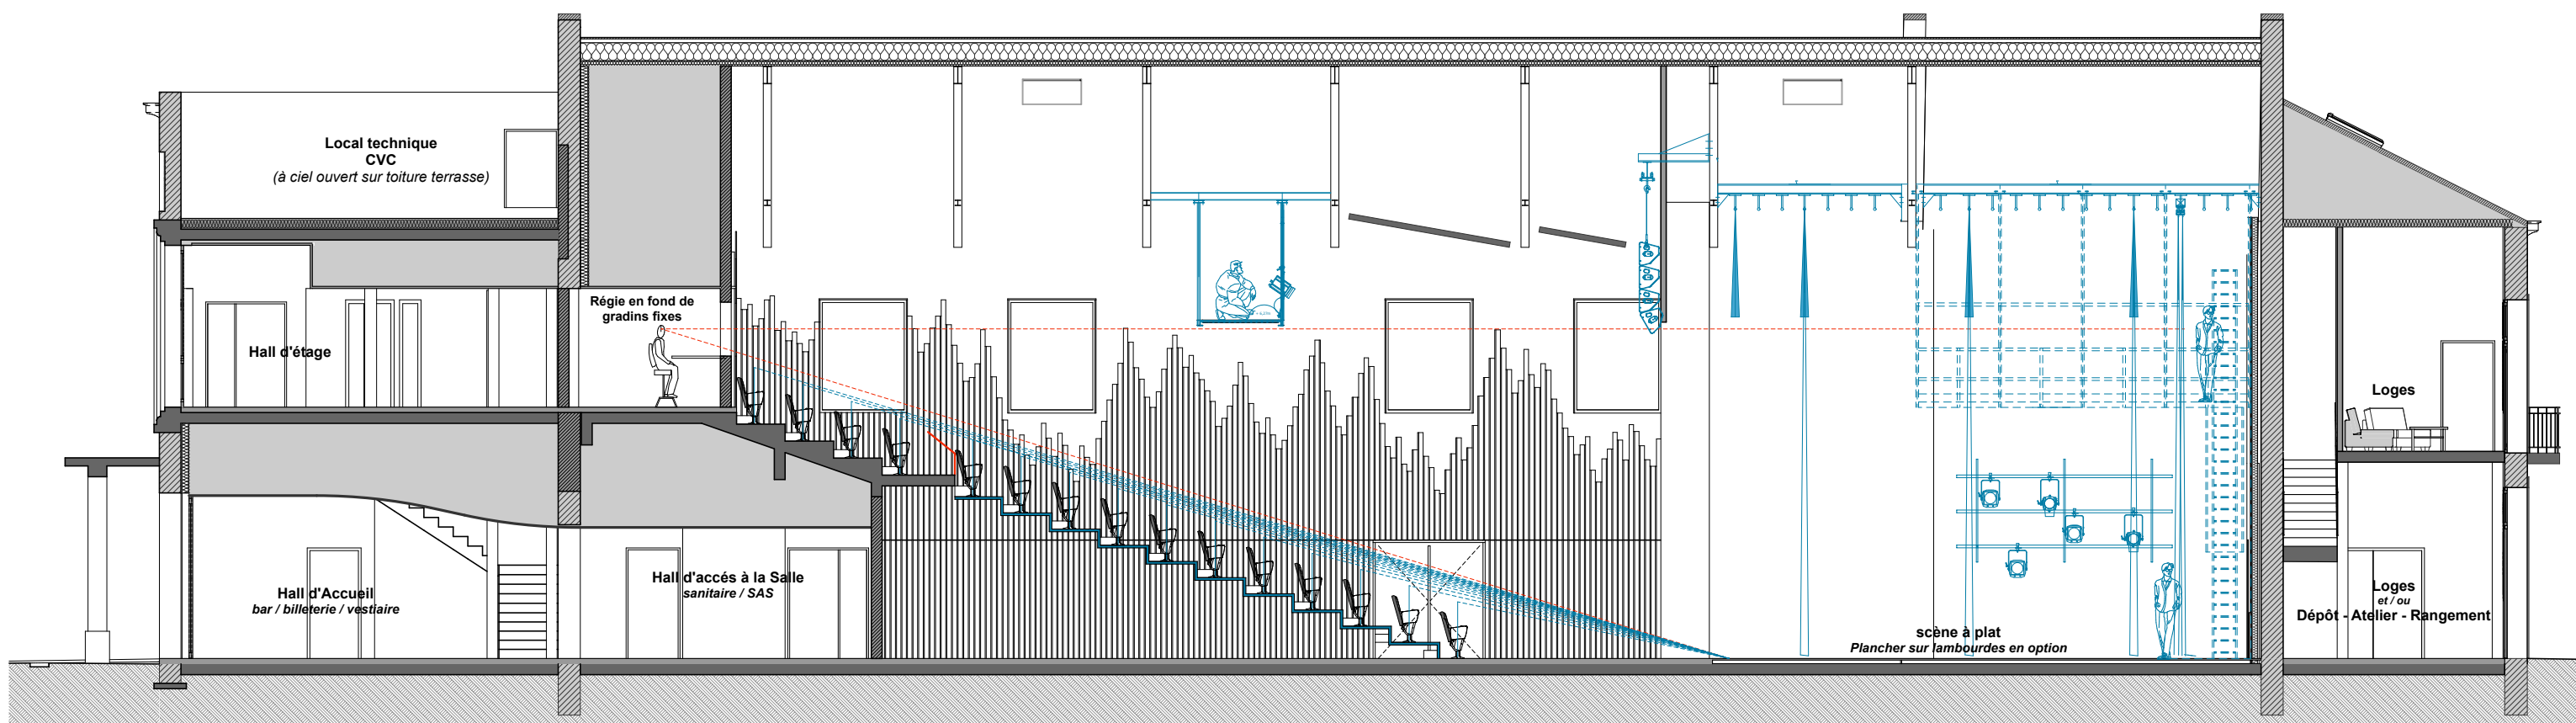 Local technique
CVC
(à ciel ouvert sur toiture terrasse)
Régie en fond de
gradins fixes
Hall d'étage
Loges
Hall d'Accueil
bar / billeterie / vestiaire
Hall d'accés à la Salle
sanitaire / SAS
scène à plat
Plancher sur lambourdes en option
Loges
et / ou
Dépôt - Atelier - Rangement